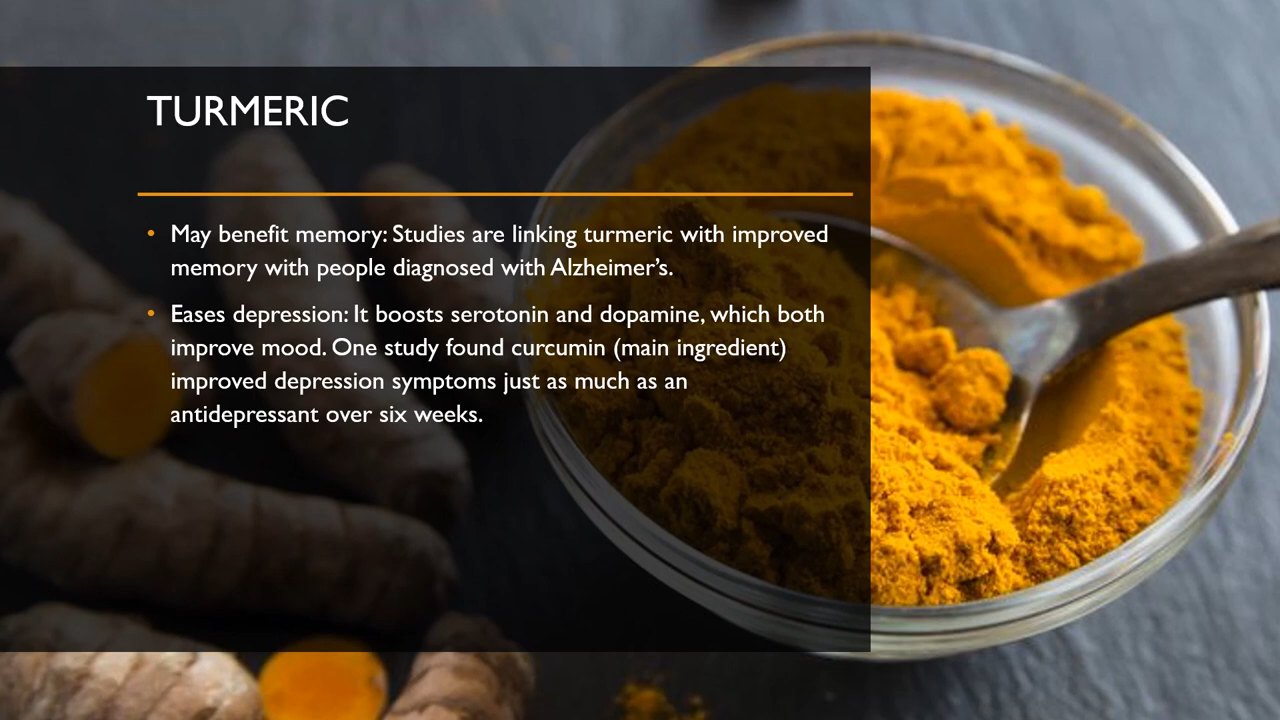 TURMERIC
• May benefit memory: Studies are linking turmeric with improved
memory with people diagnosed with Alzheimer’s.
• Eases depression: It boosts serotonin and dopamine, which both
improve mood. One study found curcumin (main ingredient)
improved depression symptoms just as much as an
antidepressant over six weeks.